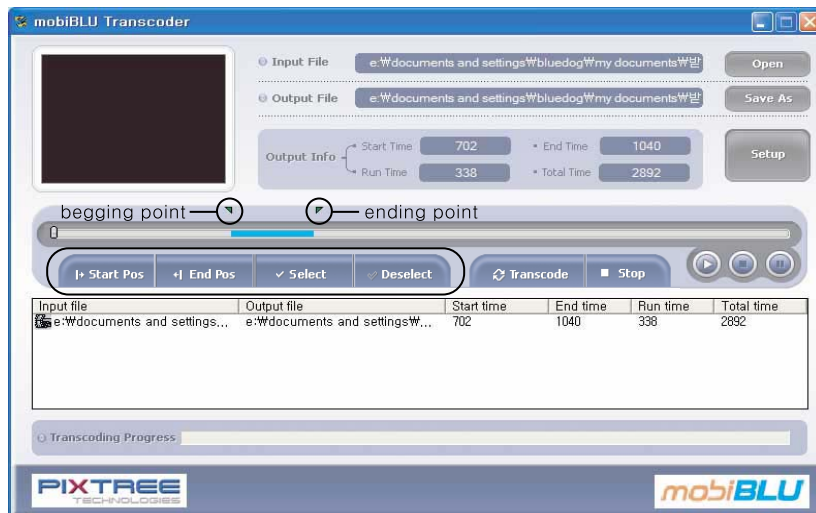 mobiBLU Transcoder
Input File e:₩documents and settings₩bluedog₩my documents₩받 Open
Output File e:₩documents and settings₩bluedog₩my documents₩받 Save As
Output Info Start Time 702 End Time 1040 Setup
Run Time 338 Total Time 2892
begging point ending point
Start Pos End Pos Select Deselect Transcode Stop
Input file Output file Start time End time Run time Total time
e:₩documents and settings... e:₩documents and settings₩... 702 1040 338 2892
Transcoding Progress
PIXTREE
TECHNOLOGIES
mobiBLU